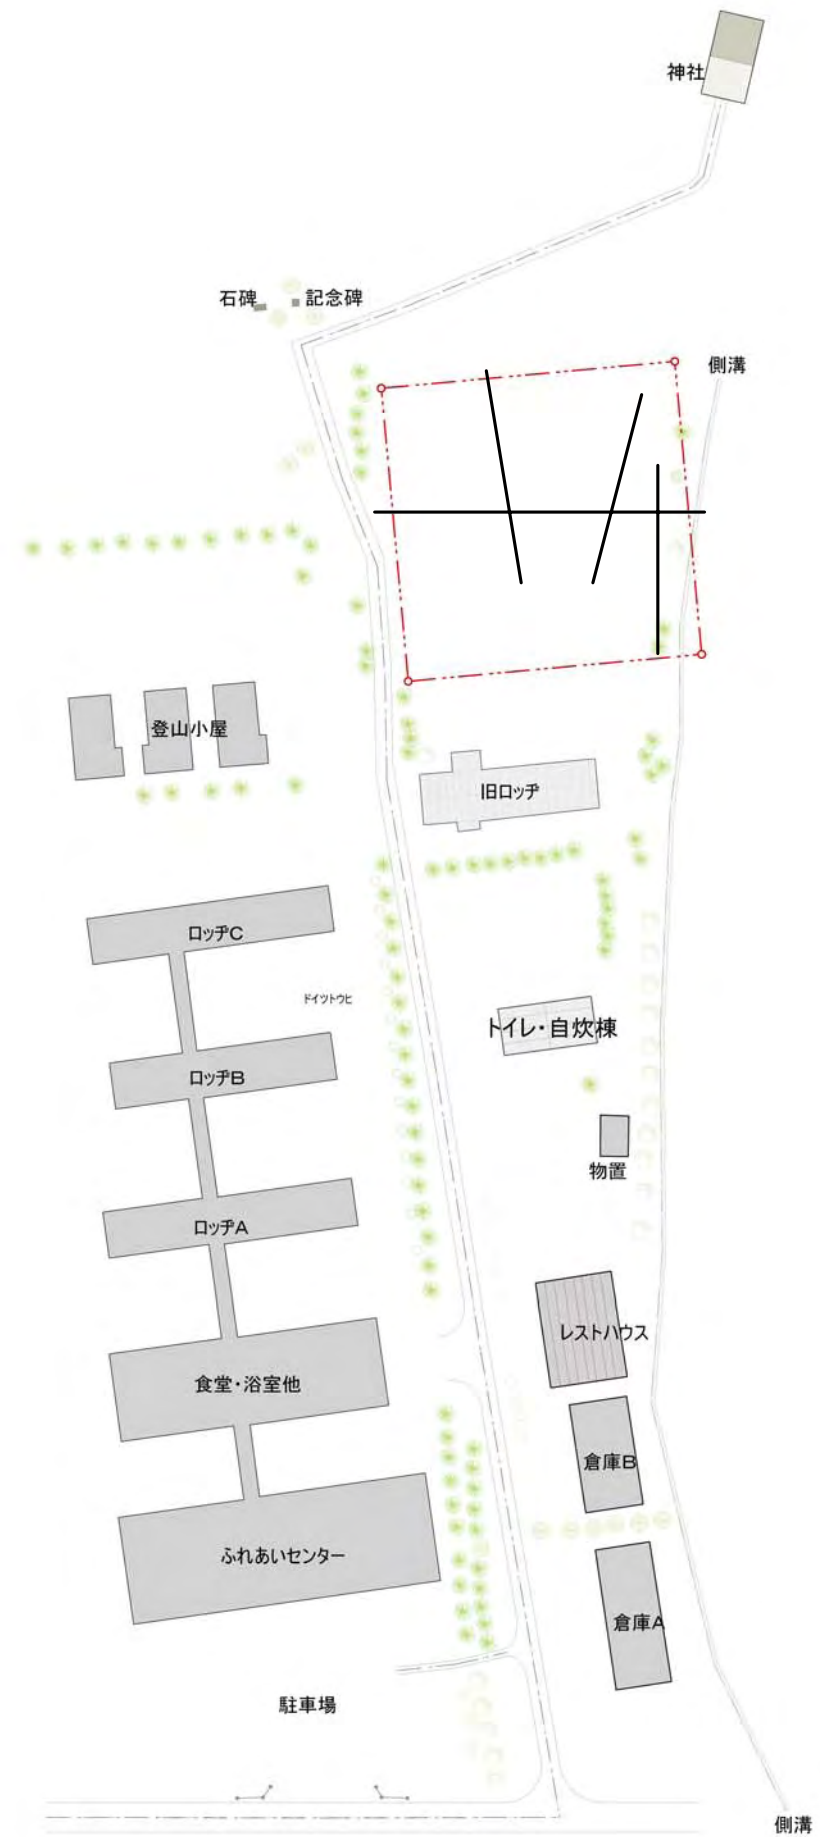 神社
石碑
記念碑
側溝
登山小屋
旧ロッヂ
ロッヂC
ドイツトウヒ
トイレ・自炊棟
ロッヂB
物置
ロッヂA
レストハウス
食堂・浴室他
倉庫B
ふれあいセンター
倉庫A
駐車場
側溝